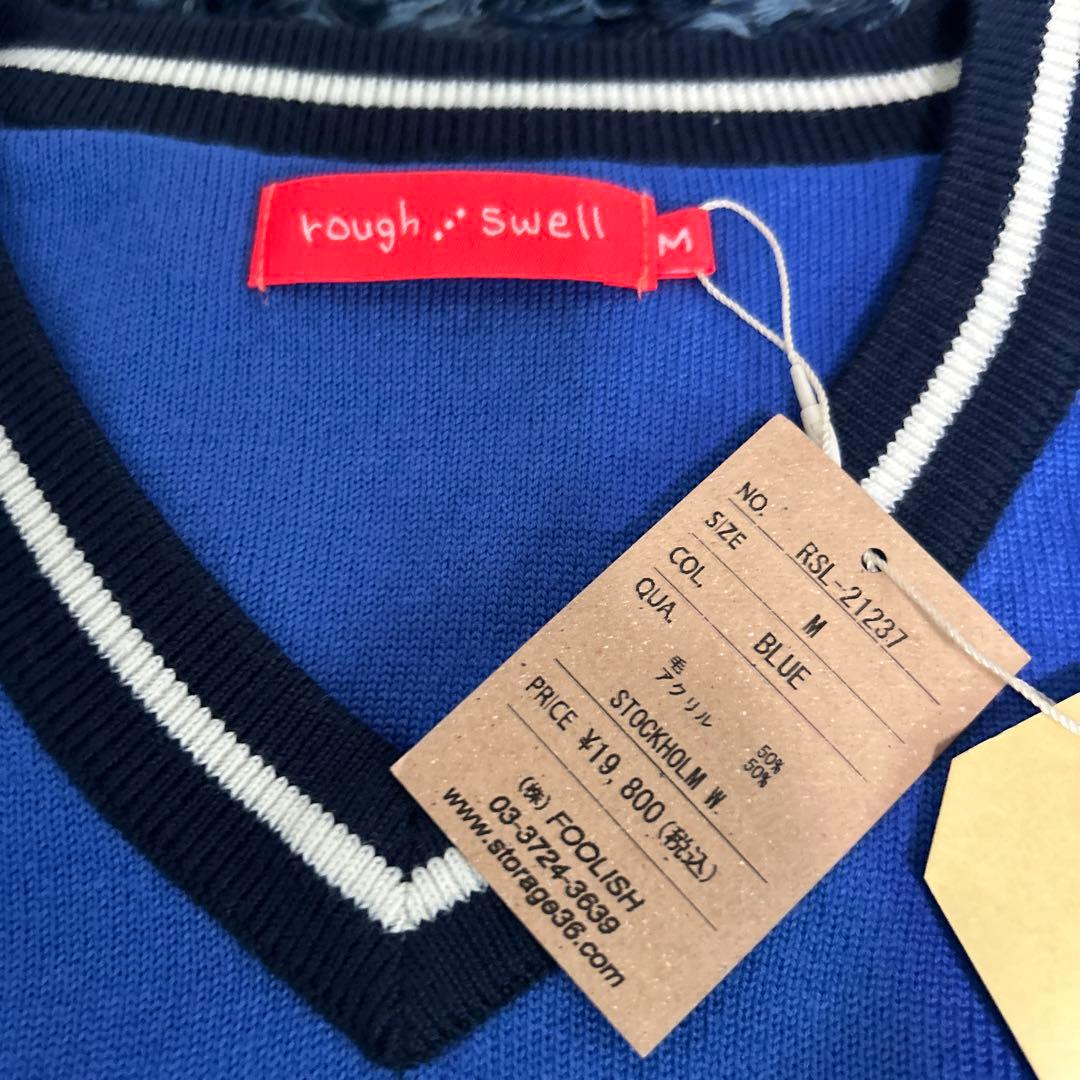 rough swell
M
NO. RSL-21237
SIZE M
COL. BLUE
QUA. 毛 50%
アクリル 50%
STOCKHOLM W
PRICE ¥19,800(税込)
(株) FOOLISH
03-3724-3639
www.storage36.com